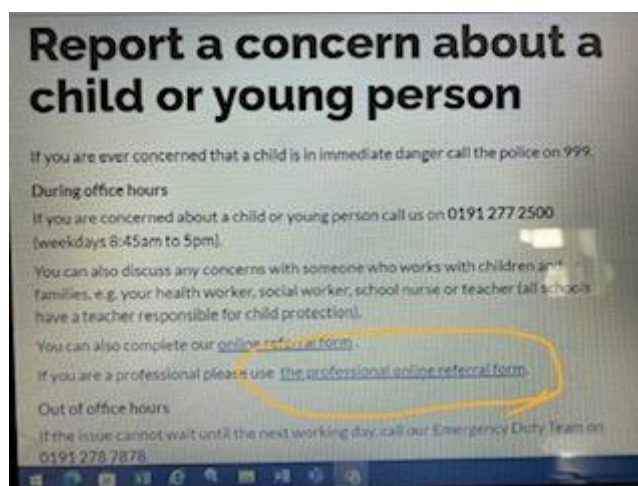 Report a concern about a
child or young person
If you are ever concerned that a child is in immediate danger call the police on 999.
During office hours
If you are concerned about a child or young person call us on 0191 277 2500
(weekdays 8:45am to 5pm).
You can also discuss any concerns with someone who works with children and
families, e.g. your health worker, social worker, school nurse or teacher (all schools
have a teacher responsible for child protection).
You can also complete our online referral form.
If you are a professional please use the professional online referral form.
Out of office hours
If the issue cannot wait until the next working day, call our Emergency Duty Team on
0191 278 7878